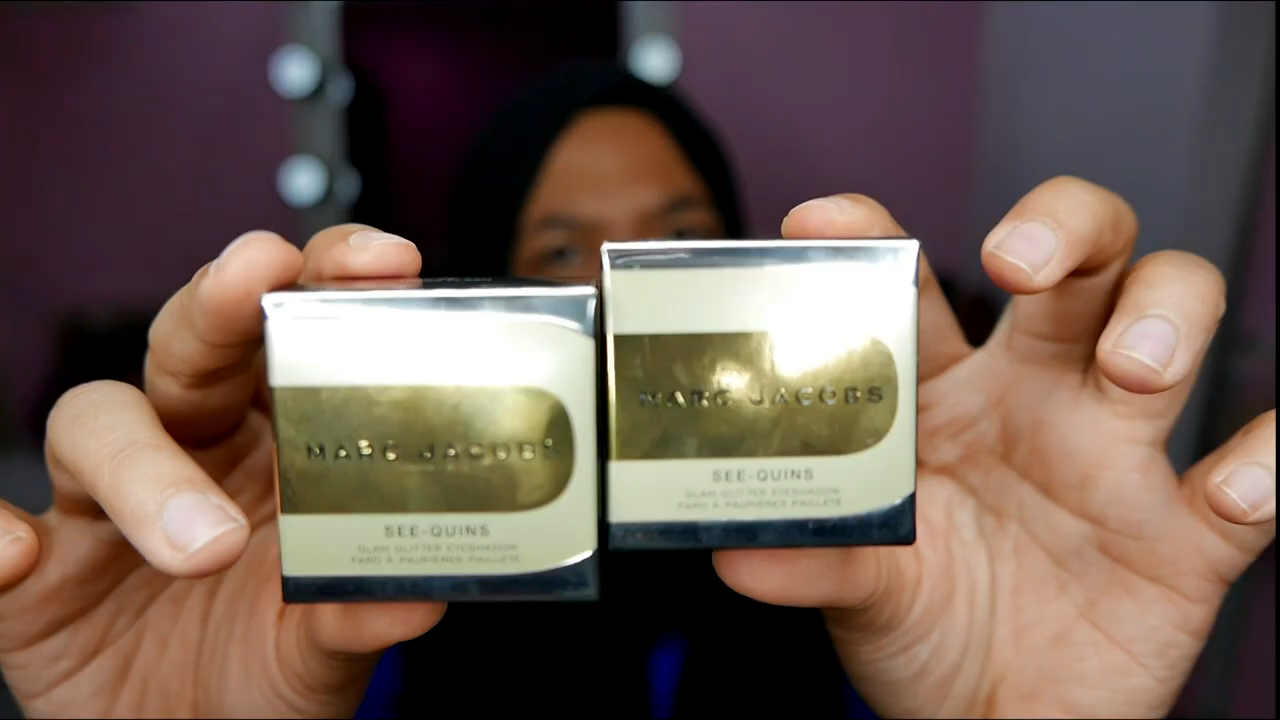 MARC JACOBS
SEE-QUINS
GLAM GLITTER EYESHADOW
FARD À PAUPIÈRES PAILLETÉ
MARC JACOBS
SEE-QUINS
GLAM GLITTER EYESHADOW
FARD À PAUPIÈRES PAILLETÉ